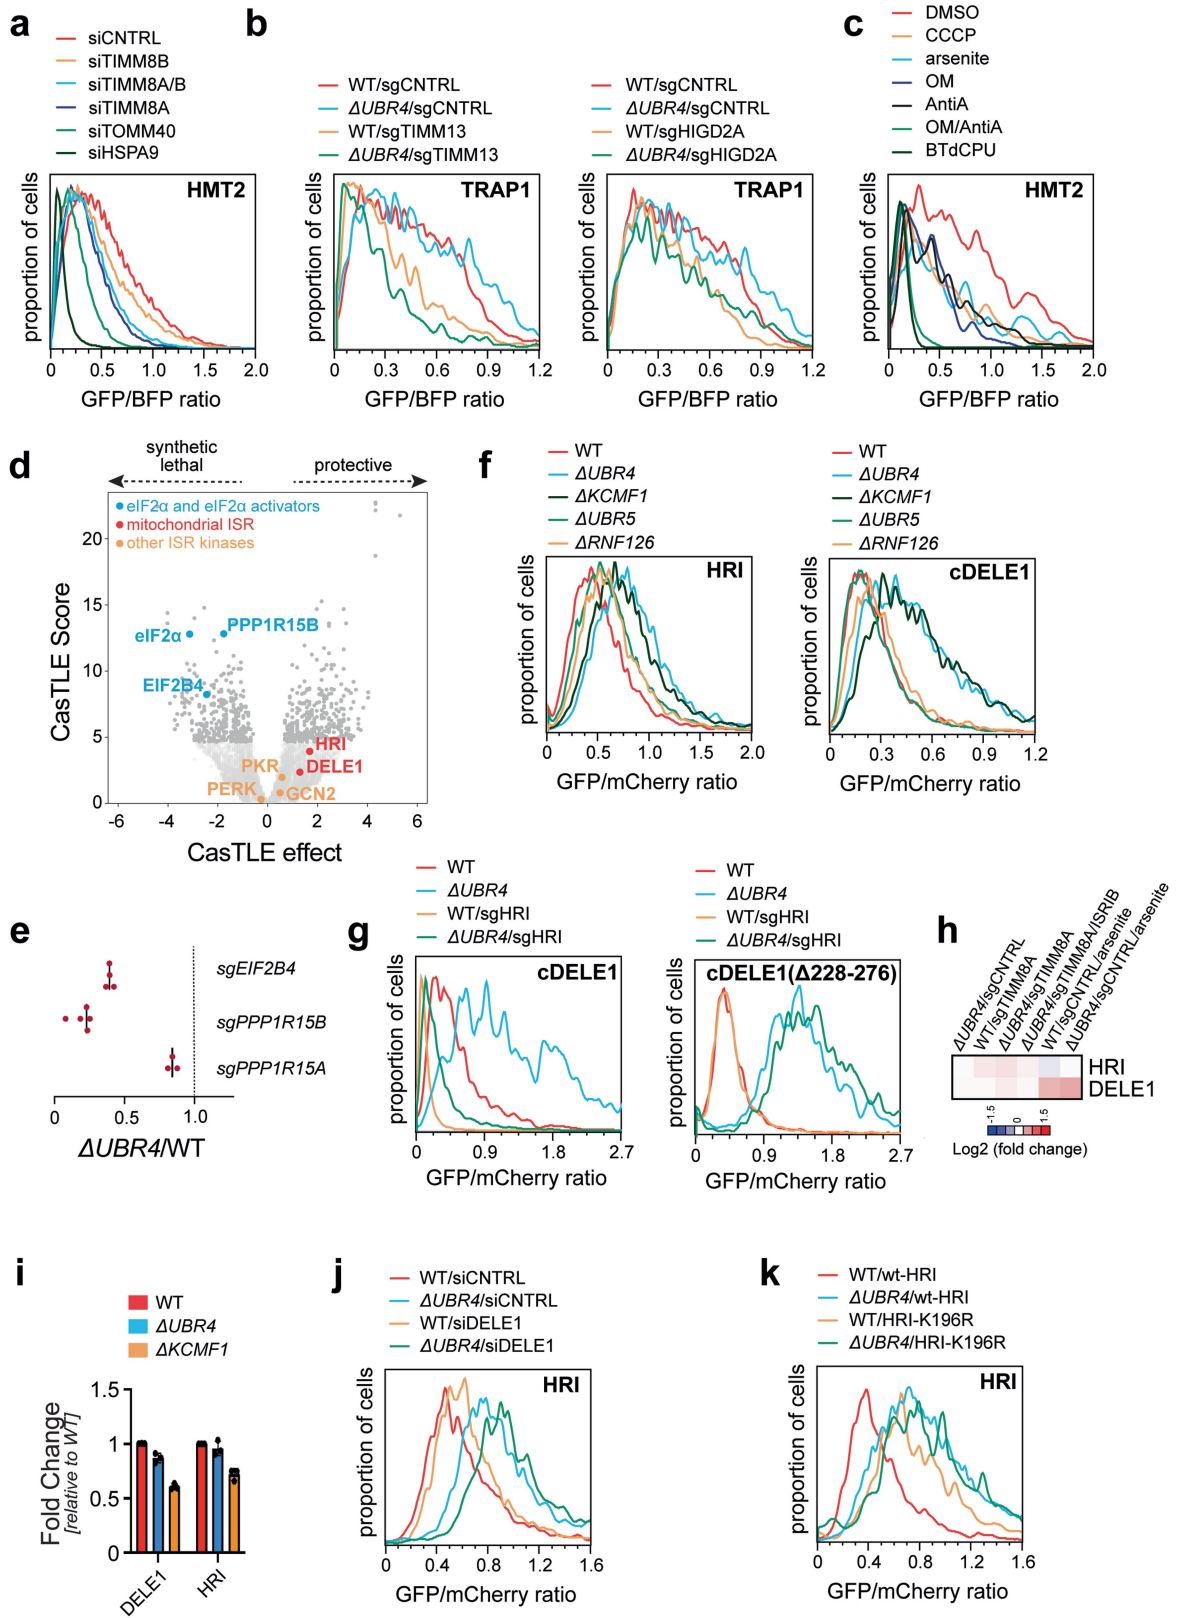 a
siCNTRL
siTIMM8B
siTIMM8A/B
siTIMM8A
siTOMM40
siHSPA9
HMT2
proportion of cells
0 0.5 1.0 1.5 2.0
GFP/BFP ratio
b
WT/sgCNTRL
ΔUBR4/sgCNTRL
WT/sgTIMM13
ΔUBR4/sgTIMM13
TRAP1
proportion of cells
0 0.3 0.6 0.9 1.2
GFP/BFP ratio
WT/sgCNTRL
ΔUBR4/sgCNTRL
WT/sgHIGD2A
ΔUBR4/sgHIGD2A
TRAP1
proportion of cells
0 0.3 0.6 0.9 1.2
GFP/BFP ratio
c
DMSO
CCCP
arsenite
OM
AntiA
OM/AntiA
BTdCPU
HMT2
proportion of cells
0 0.5 1.0 1.5 2.0
GFP/BFP ratio
d
synthetic
lethal
protective
eIF2α and eIF2α activators
mitochondrial ISR
other ISR kinases
CasTLE Score
20
15
10
5
0
eIF2α
PPP1R15B
EIF2B4
HRI
PKR
DELE1
PERK
GCN2
-6 -4 -2 0 2 4 6
CasTLE effect
e
sgEIF2B4
sgPPP1R15B
sgPPP1R15A
0 0.5 1.0
ΔUBR4/WT
f
WT
ΔUBR4
ΔKCMF1
ΔUBR5
ΔRNF126
HRI
proportion of cells
0 0.5 1.0 1.5 2.0
GFP/mCherry ratio
WT
ΔUBR4
ΔKCMF1
ΔUBR5
ΔRNF126
cDELE1
proportion of cells
0 0.3 0.6 0.9 1.2
GFP/mCherry ratio
g
WT
ΔUBR4
WT/sgHRI
ΔUBR4/sgHRI
cDELE1
proportion of cells
0 0.9 1.8 2.7
GFP/mCherry ratio
WT
ΔUBR4
WT/sgHRI
ΔUBR4/sgHRI
cDELE1(Δ228-276)
proportion of cells
0 0.9 1.8 2.7
GFP/mCherry ratio
h
ΔUBR4/sgCNTRL
WT/sgTIMM8A
ΔUBR4/sgTIMM8A
ΔUBR4/sgTIMM8A/ISRIB
WT/sgCNTRL/arsenite
ΔUBR4/sgCNTRL/arsenite
HRI
DELE1
-1.5 0 1.5
Log2 (fold change)
i
WT
ΔUBR4
ΔKCMF1
Fold Change
[relative to WT]
1.5
1
0.5
0
DELE1
HRI
j
WT/siCNTRL
ΔUBR4/siCNTRL
WT/siDELE1
ΔUBR4/siDELE1
HRI
proportion of cells
0 0.4 0.8 1.2 1.6
GFP/mCherry ratio
k
WT/wt-HRI
ΔUBR4/wt-HRI
WT/HRI-K196R
ΔUBR4/HRI-K196R
HRI
proportion of cells
0 0.4 0.8 1.2 1.6
GFP/mCherry ratio